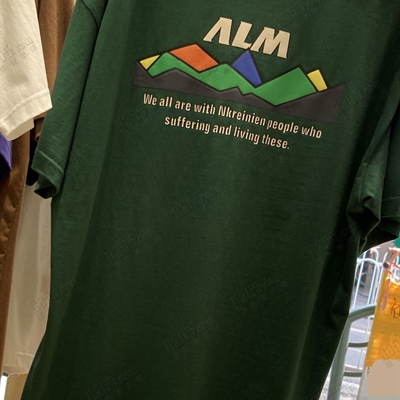 ALM
We all are with Nkreinien people who
suffering and living these.